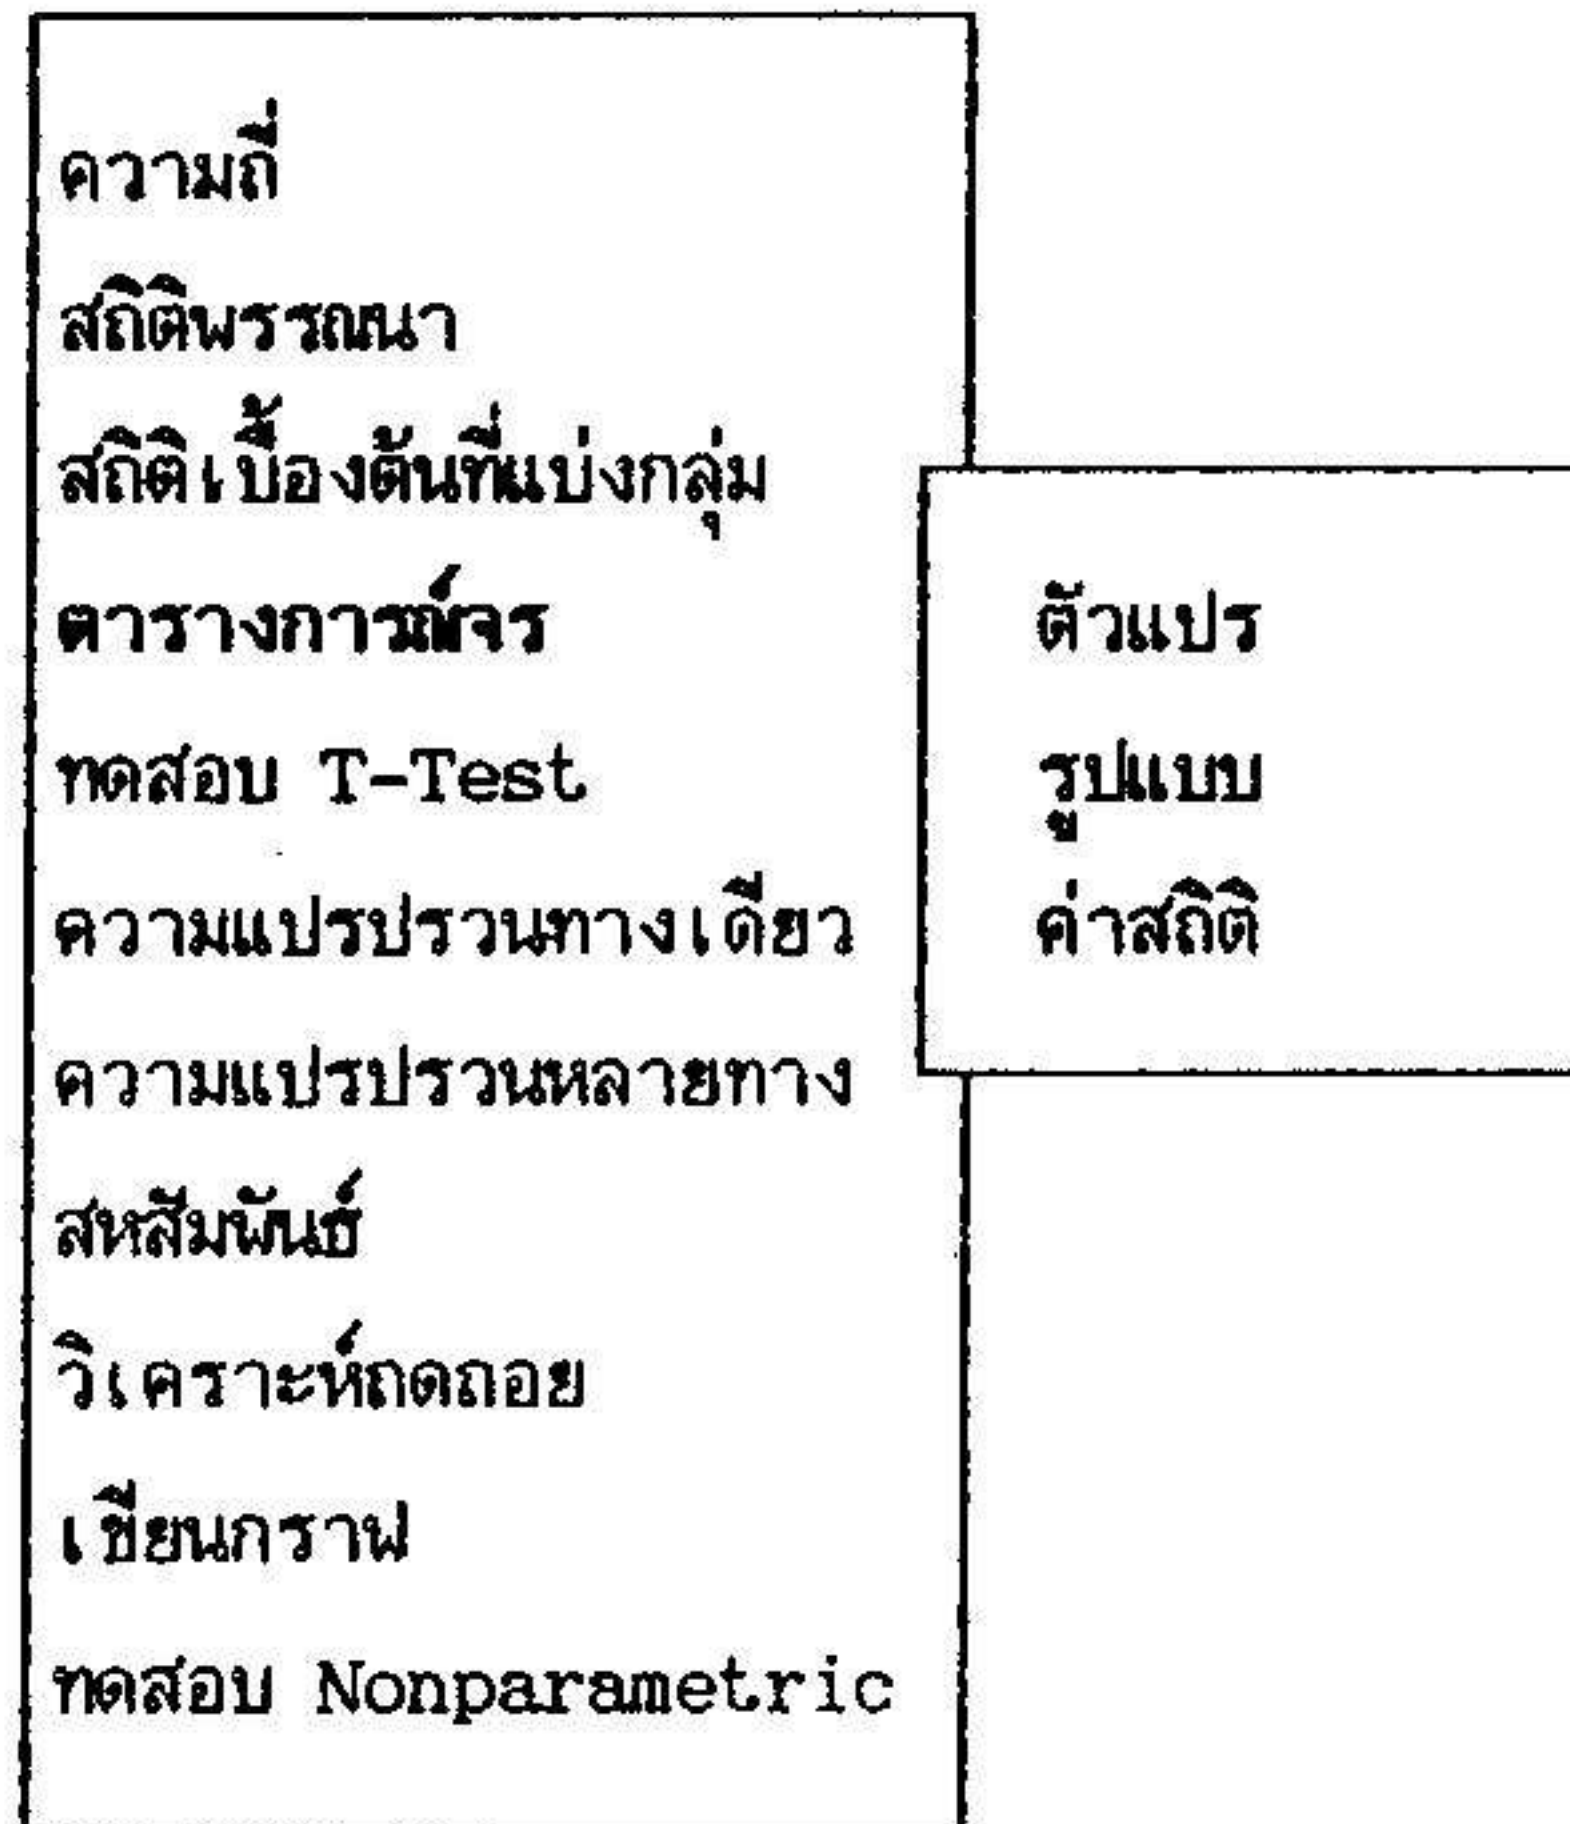 ความถี่
สถิติพรรณนา
สถิติเบื้องต้นที่แบ่งกลุ่ม
ตารางการณ์จร
ทดสอบ T-Test
ความแปรปรวนทางเดียว
ความแปรปรวนหลายทาง
สหสัมพันธ์
วิเคราะห์ถดถอย
เขียนกราฟ
ทดสอบ Nonparametric
ตัวแปร
รูปแบบ
ค่าสถิติ